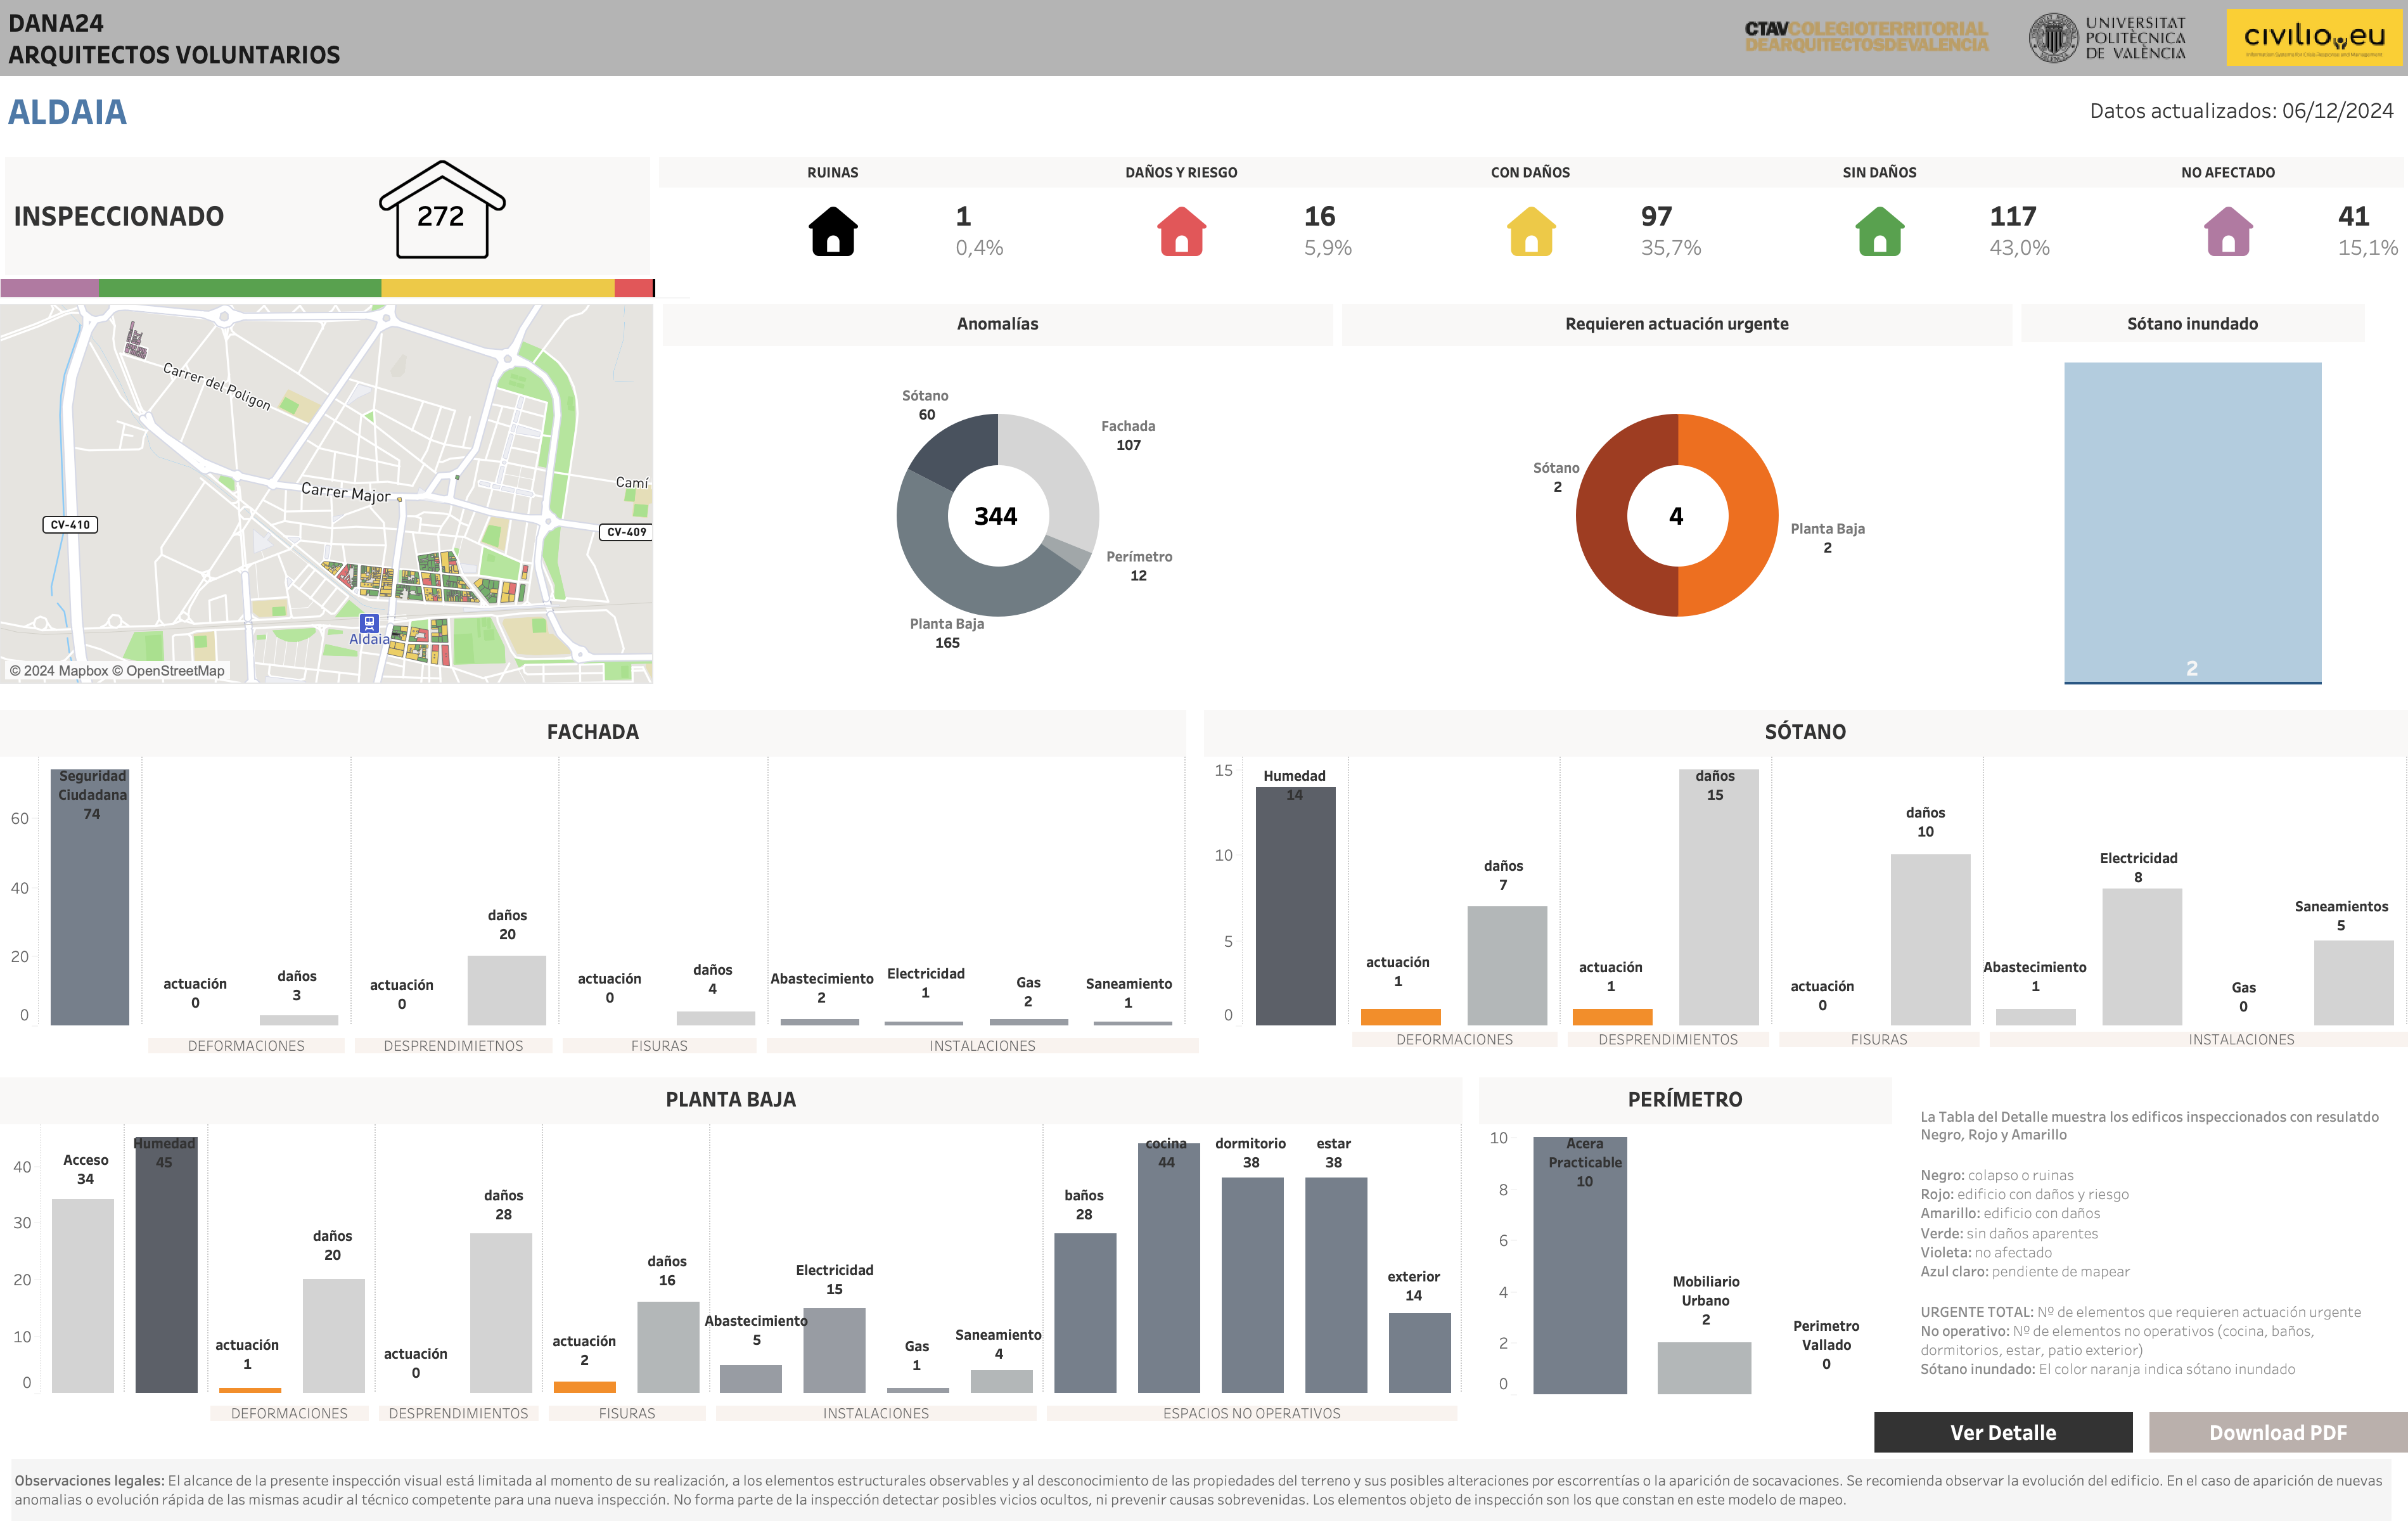 DANA24
ARQUITECTOS VOLUNTARIOS
CTAVCOLEGIOTERRITORIAL
DEARQUITECTOSDEVALENCIA
UNIVERSITAT
POLITÈCNICA
DE VALÈNCIA
civilio.eu
Information Systems for Crisis Response and Management
ALDAIA
Datos actualizados: 06/12/2024
INSPECCIONADO
272
RUINAS
1
0,4%
DAÑOS Y RIESGO
16
5,9%
CON DAÑOS
97
35,7%
SIN DAÑOS
117
43,0%
NO AFECTADO
41
15,1%
Carrer del Polígon
Carrer Major
Camí
CV-410
CV-409
Aldaia
© 2024 Mapbox © OpenStreetMap
Anomalías
Sótano
60
Fachada
107
344
Perímetro
12
Planta Baja
165
Requieren actuación urgente
Sótano
2
4
Planta Baja
2
Sótano inundado
2
FACHADA
60
40
20
0
Seguridad
Ciudadana
74
actuación
0
daños
3
actuación
0
daños
20
actuación
0
daños
4
Abastecimiento
2
Electricidad
1
Gas
2
Saneamiento
1
DEFORMACIONES
DESPRENDIMIETNOS
FISURAS
INSTALACIONES
SÓTANO
15
10
5
0
Humedad
14
actuación
1
daños
7
actuación
1
daños
15
actuación
0
daños
10
Abastecimiento
1
Electricidad
8
Gas
0
Saneamientos
5
DEFORMACIONES
DESPRENDIMIENTOS
FISURAS
INSTALACIONES
PLANTA BAJA
40
30
20
10
0
Acceso
34
Humedad
45
actuación
1
daños
20
actuación
0
daños
28
actuación
2
daños
16
Abastecimiento
5
Electricidad
15
Gas
1
Saneamiento
4
baños
28
cocina
44
dormitorio
38
estar
38
exterior
14
DEFORMACIONES
DESPRENDIMIENTOS
FISURAS
INSTALACIONES
ESPACIOS NO OPERATIVOS
PERÍMETRO
10
8
6
4
2
0
Acera
Practicable
10
Mobiliario
Urbano
2
Perimetro
Vallado
0
La Tabla del Detalle muestra los edificos inspeccionados con resulatdo
Negro, Rojo y Amarillo
Negro: colapso o ruinas
Rojo: edificio con daños y riesgo
Amarillo: edificio con daños
Verde: sin daños aparentes
Violeta: no afectado
Azul claro: pendiente de mapear
URGENTE TOTAL: Nº de elementos que requieren actuación urgente
No operativo: Nº de elementos no operativos (cocina, baños,
dormitorios, estar, patio exterior)
Sótano inundado: El color naranja indica sótano inundado
Ver Detalle
Download PDF
Observaciones legales: El alcance de la presente inspección visual está limitada al momento de su realización, a los elementos estructurales observables y al desconocimiento de las propiedades del terreno y sus posibles alteraciones por escorrentías o la aparición de socavaciones. Se recomienda observar la evolución del edificio. En el caso de aparición de nuevas
anomalias o evolución rápida de las mismas acudir al técnico competente para una nueva inspección. No forma parte de la inspección detectar posibles vicios ocultos, ni prevenir causas sobrevenidas. Los elementos objeto de inspección son los que constan en este modelo de mapeo.